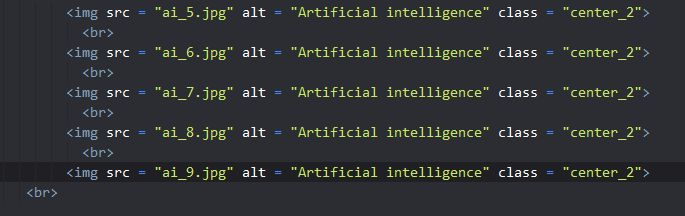 <img src = "ai_5.jpg" alt = "Artificial intelligence" class = "center_2">
<br>
<img src = "ai_6.jpg" alt = "Artificial intelligence" class = "center_2">
<br>
<img src = "ai_7.jpg" alt = "Artificial intelligence" class = "center_2">
<br>
<img src = "ai_8.jpg" alt = "Artificial intelligence" class = "center_2">
<br>
<img src = "ai_9.jpg" alt = "Artificial intelligence" class = "center_2">
<br>